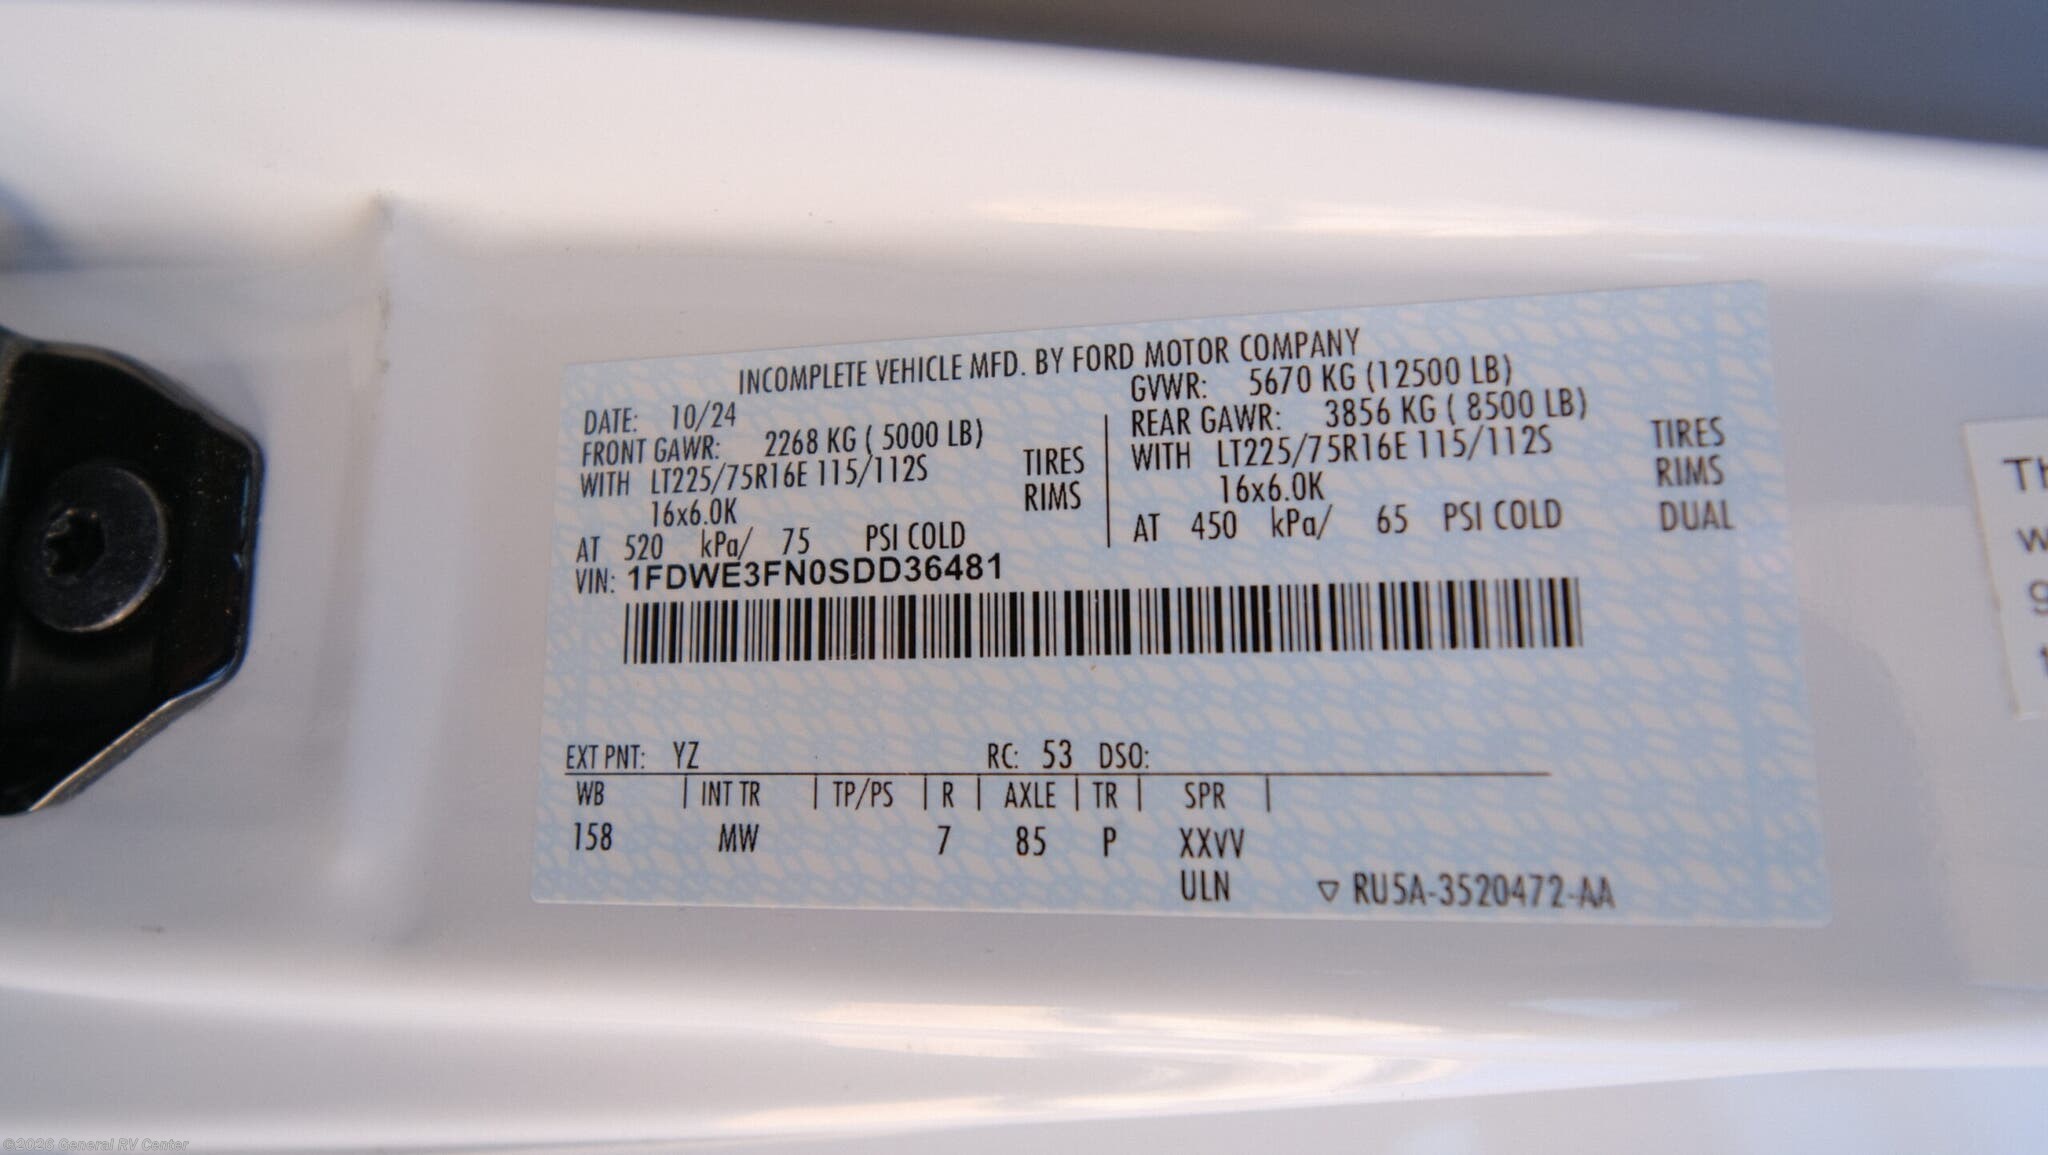 INCOMPLETE VEHICLE MFD. BY FORD MOTOR COMPANY
DATE: 10/24
GVWR: 5670 KG (12500 LB)
FRONT GAWR: 2268 KG ( 5000 LB)
WITH LT225/75R16E 115/112S TIRES
16x6.0K RIMS
AT 520 kPa/ 75 PSI COLD
REAR GAWR: 3856 KG ( 8500 LB)
WITH LT225/75R16E 115/112S TIRES
16x6.0K RIMS
AT 450 kPa/ 65 PSI COLD DUAL
VIN: 1FDWE3FN0SDD36481
EXT PNT: YZ RC: 53 DSO:
WB | INT TR | TP/PS | R | AXLE | TR | SPR |
158 MW 7 85 P XXVV
ULN ▽ RU5A-3520472-AA
©2026 General RV Center